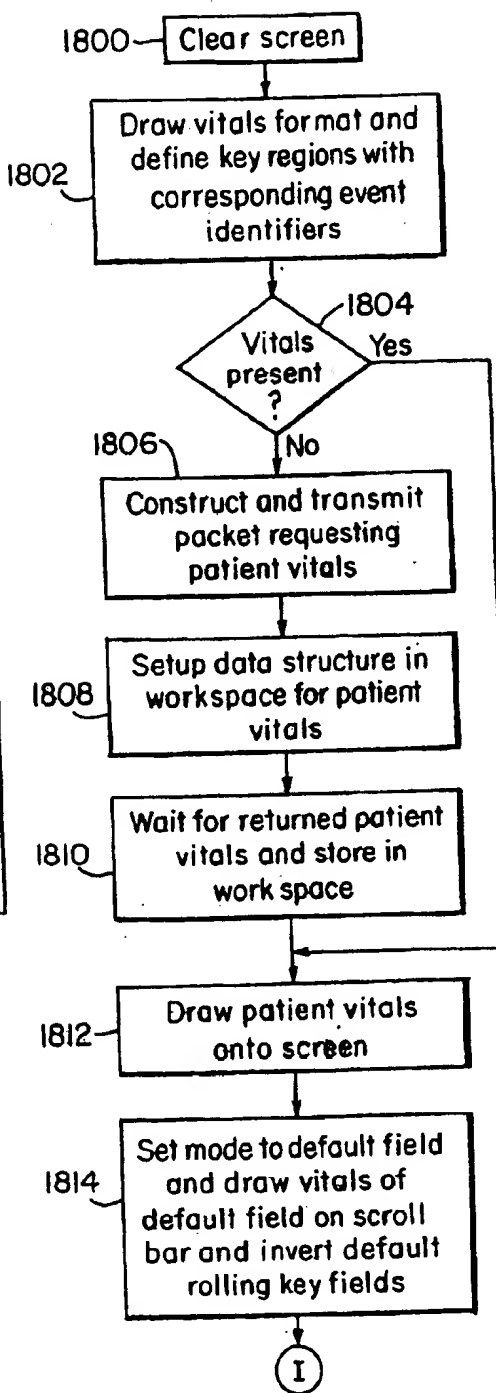 1800
Clear screen
1802
Draw vitals format and
define key regions with
corresponding event
identifiers
1804
Vitals
present
?
Yes
No
1806
Construct and transmit
packet requesting
patient vitals
1808
Setup data structure in
workspace for patient
vitals
1810
Wait for returned patient
vitals and store in
work space
1812
Draw patient vitals
onto screen
1814
Set mode to default field
and draw vitals of
default field on scroll
bar and invert default
rolling key fields
I